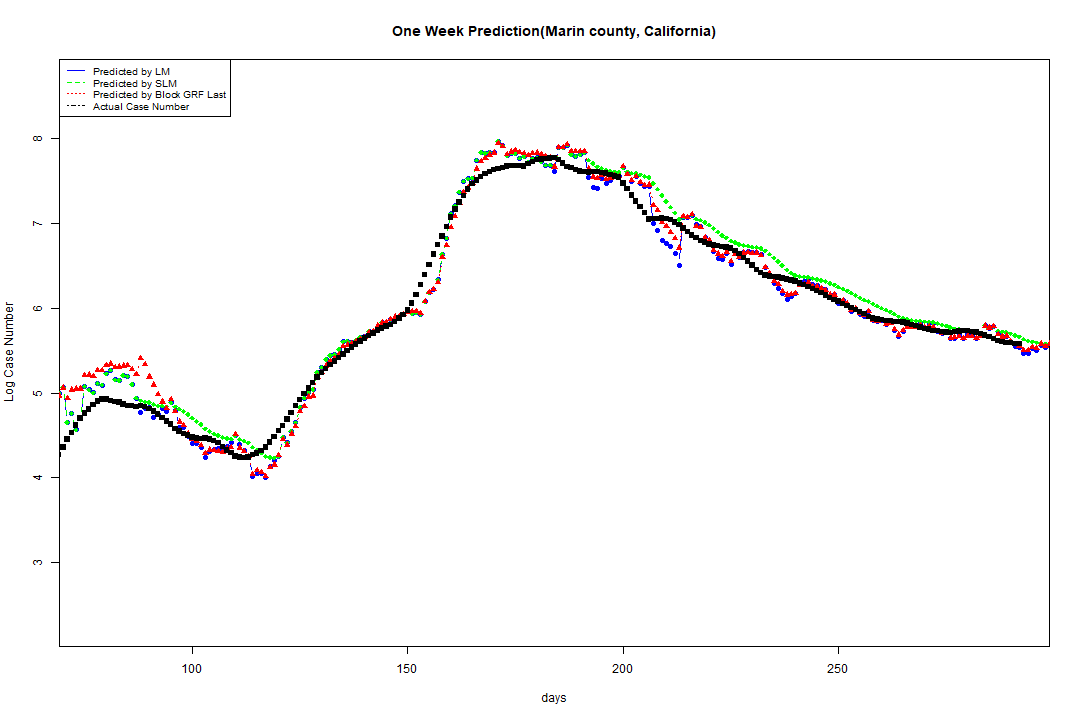 One Week Prediction(Marin county, California)
Predicted by LM
Predicted by SLM
Predicted by Block GRF Last
Actual Case Number
8
7
6
5
4
3
Log Case Number
100 150 200 250
days